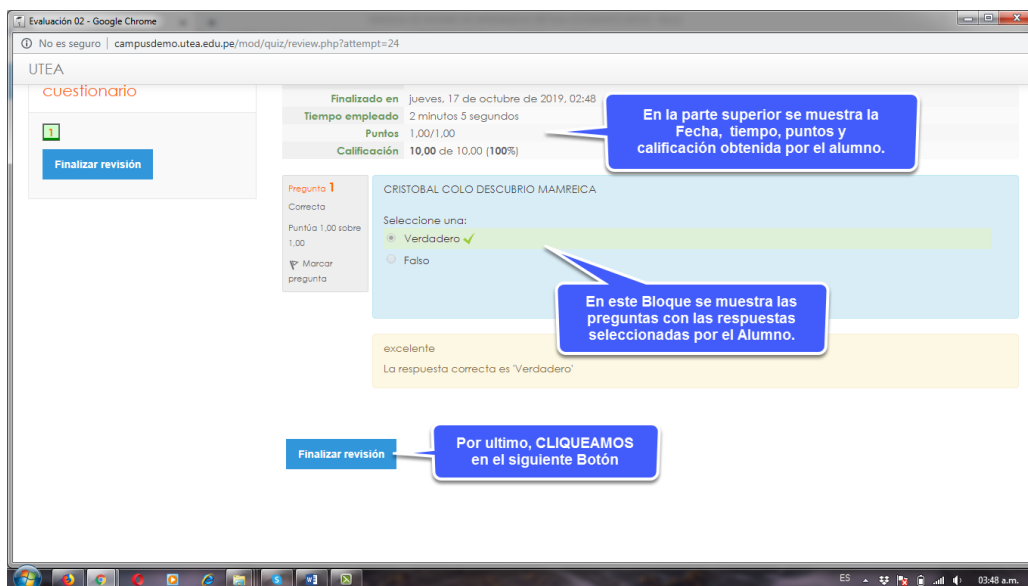 Evaluación 02 - Google Chrome
No es seguro | campusdemo.utea.edu.pe/mod/quiz/review.php?attempt=24
UTEA
cuestionario
1
Finalizar revisión
Finalizado en jueves, 17 de octubre de 2019, 02:48
Tiempo empleado 2 minutos 5 segundos
Puntos 1,00/1,00
Calificación 10,00 de 10,00 (100%)
En la parte superior se muestra la
Fecha, tiempo, puntos y
calificación obtenida por el alumno.
Pregunta 1
Correcta
Puntúa 1,00 sobre
1,00
Marcar
pregunta
CRISTOBAL COLO DESCUBRIO MAMREICA
Seleccione una:
Verdadero
Falso
En este Bloque se muestra las
preguntas con las respuestas
seleccionadas por el Alumno.
excelente
La respuesta correcta es 'Verdadero'
Finalizar revisión
Por ultimo, CLIQUEAMOS
en el siguiente Botón
ES
03:48 a.m.